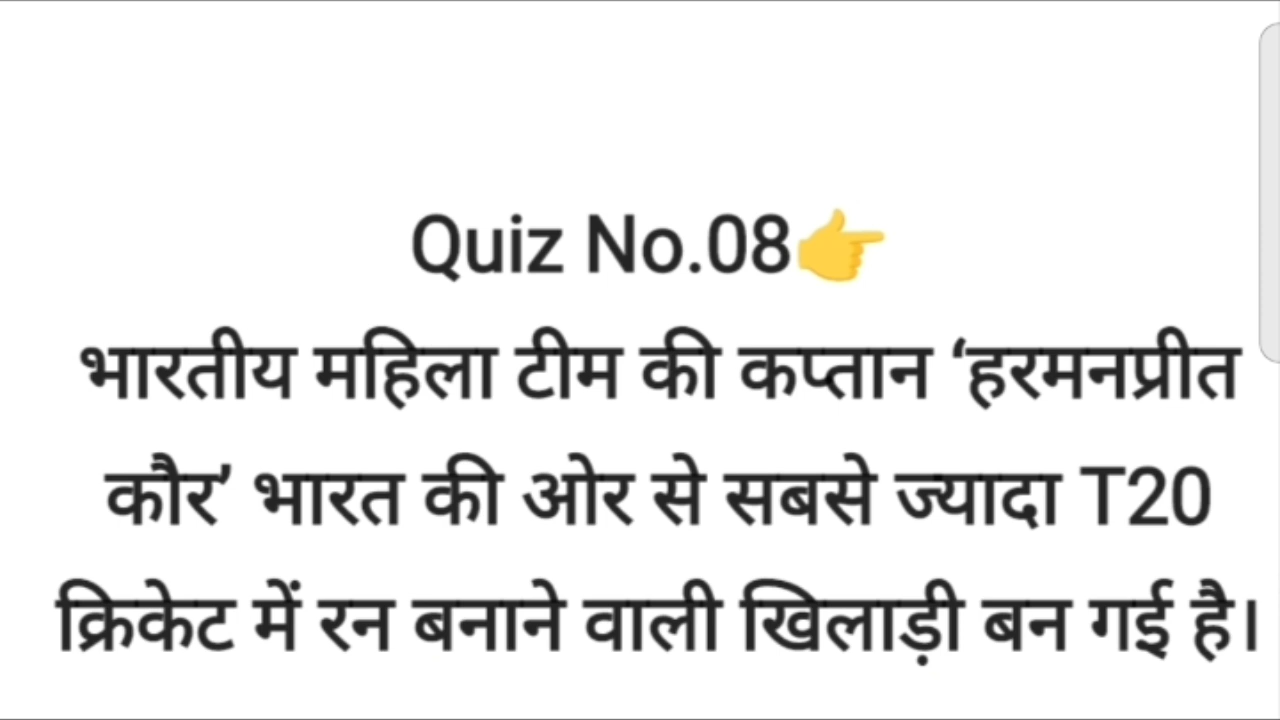 Quiz No.08👉
भारतीय महिला टीम की कप्तान ‘हरमनप्रीत
कौर’ भारत की ओर से सबसे ज्यादा T20
क्रिकेट में रन बनाने वाली खिलाड़ी बन गई है।